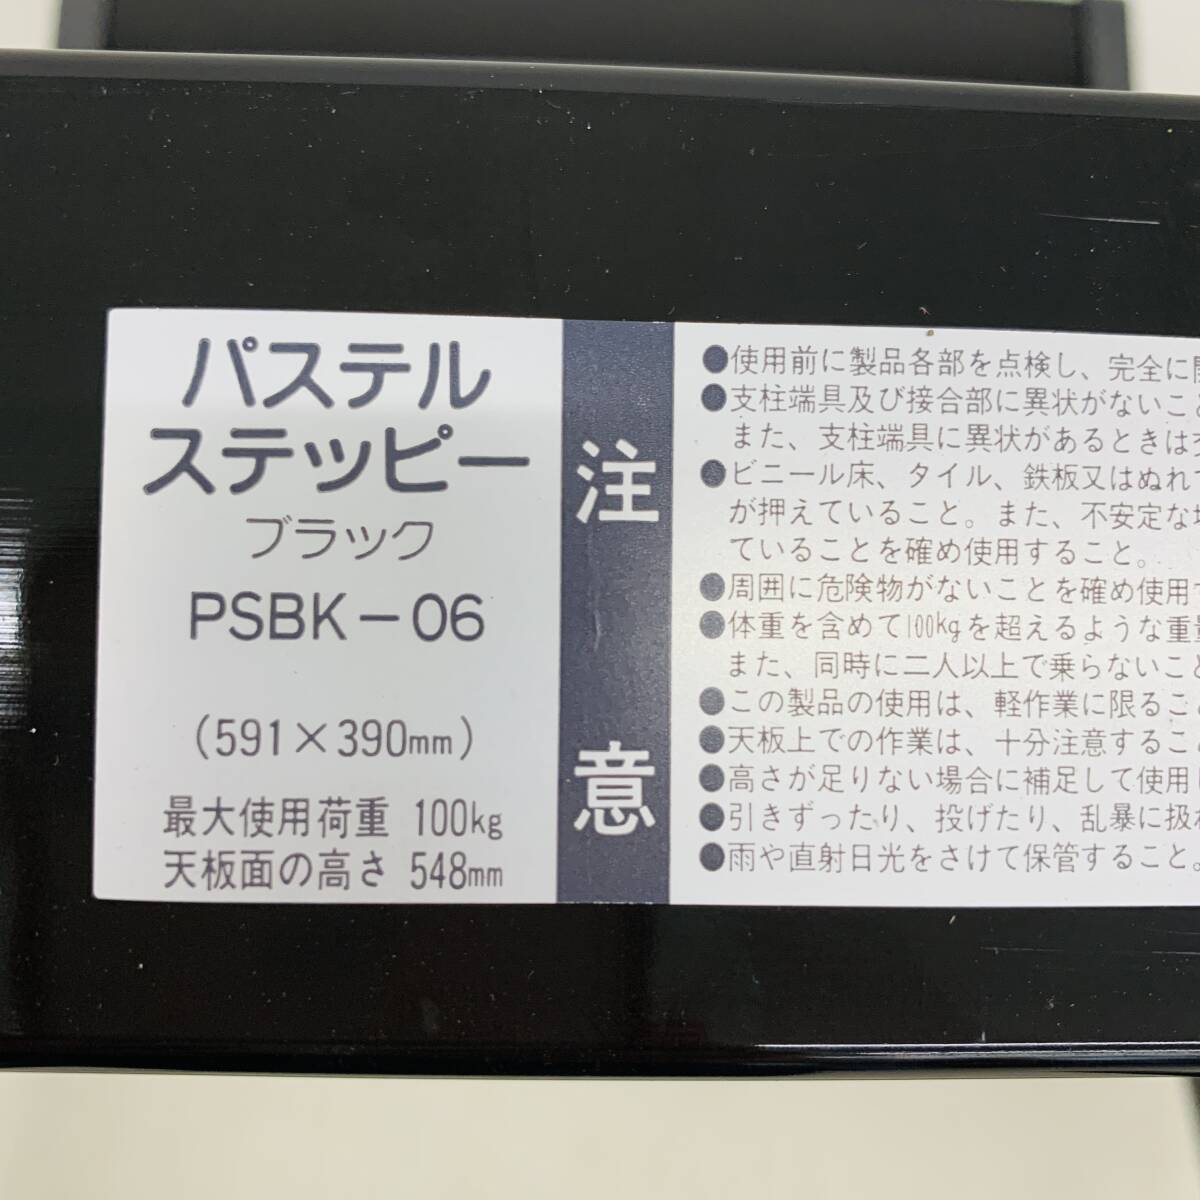 パステル
ステッピー
ブラック
PSBK-06
(591×390mm)
最大使用荷重 100kg
天板面の高さ 548mm
注意
●使用前に製品各部を点検し、完全に
●支柱端具及び接合部に異状がないこ
また、支柱端具に異状があるときは
●ビニール床、タイル、鉄板又はぬれ
が押えていること。また、不安定な
ていることを確め使用すること。
●周囲に危険物がないことを確め使用
●体重を含めて100kgを超えるような重
また、同時に二人以上で乗らないこと
●この製品の使用は、軽作業に限るこ
●天板上での作業は、十分注意するこ
●高さが足りない場合に補足して使用
●引きずったり、投げたり、乱暴に扱
●雨や直射日光をさけて保管すること。